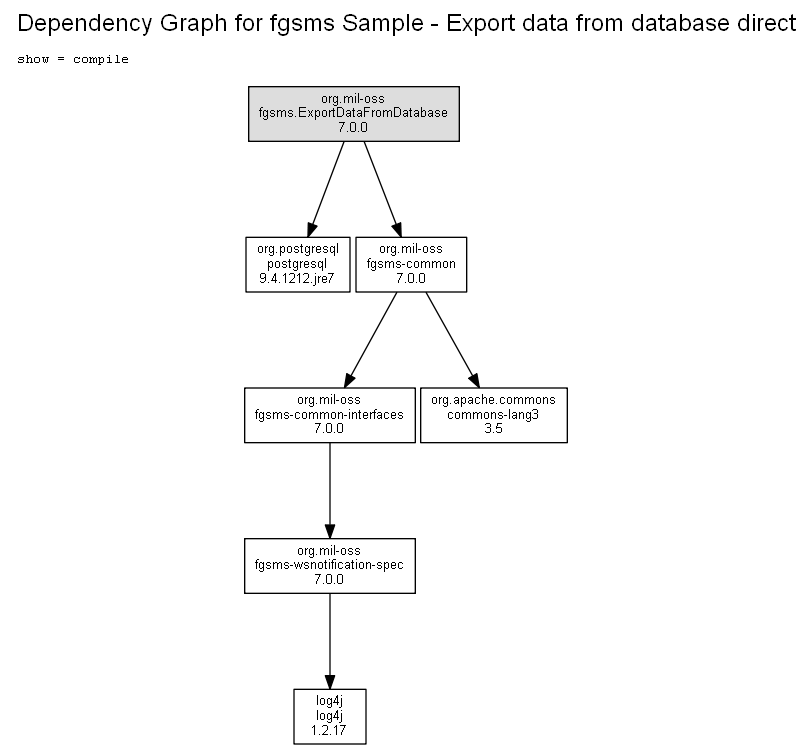 Dependency Graph for fgsms Sample - Export data from database direct
show = compile
org.mil-oss
fgsms.ExportDataFromDatabase
7.0.0
org.postgresql
postgresql
9.4.1212.jre7
org.mil-oss
fgsms-common
7.0.0
org.mil-oss
fgsms-common-interfaces
7.0.0
org.apache.commons
commons-lang3
3.5
org.mil-oss
fgsms-wsnotification-spec
7.0.0
log4j
log4j
1.2.17